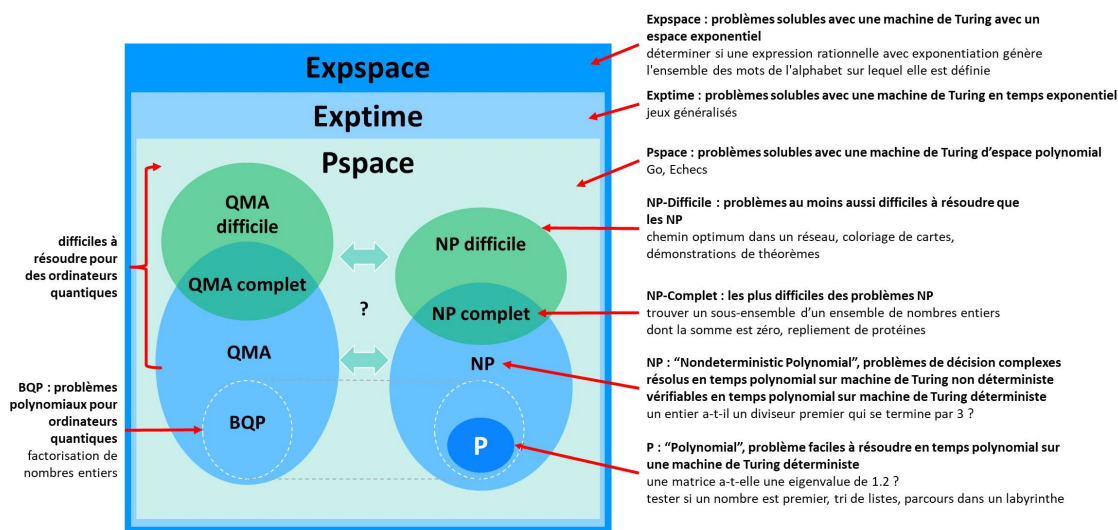 Expspace
Exptime
Pspace
QMA
difficile
QMA complet
QMA
BQP
?
NP difficile
NP complet
NP
P
difficiles à
résoudre pour
des ordinateurs
quantiques
BQP : problèmes
polynomiaux pour
ordinateurs
quantiques
factorisation de
nombres entiers
Expspace : problèmes solubles avec une machine de Turing avec un
espace exponentiel
déterminer si une expression rationnelle avec exponentiation génère
l'ensemble des mots de l'alphabet sur lequel elle est définie
Exptime : problèmes solubles avec une machine de Turing en temps exponentiel
jeux généralisés
Pspace : problèmes solubles avec une machine de Turing d'espace polynomial
Go, Echecs
NP-Difficile : problèmes au moins aussi difficiles à résoudre que
les NP
chemin optimum dans un réseau, coloriage de cartes,
démonstrations de théorèmes
NP-Complet : les plus difficiles des problèmes NP
trouver un sous-ensemble d'un ensemble de nombres entiers
dont la somme est zéro, repliement de protéines
NP : "Nondeterministic Polynomial", problèmes de décision complexes
résolus en temps polynomial sur machine de Turing non déterministe
vérifiables en temps polynomial sur machine de Turing déterministe
un entier a-t-il un diviseur premier qui se termine par 3 ?
P : "Polynomial", problème faciles à résoudre en temps polynomial sur
une machine de Turing déterministe
une matrice a-t-elle une eigenvalue de 1.2 ?
tester si un nombre est premier, tri de listes, parcours dans un labyrinthe